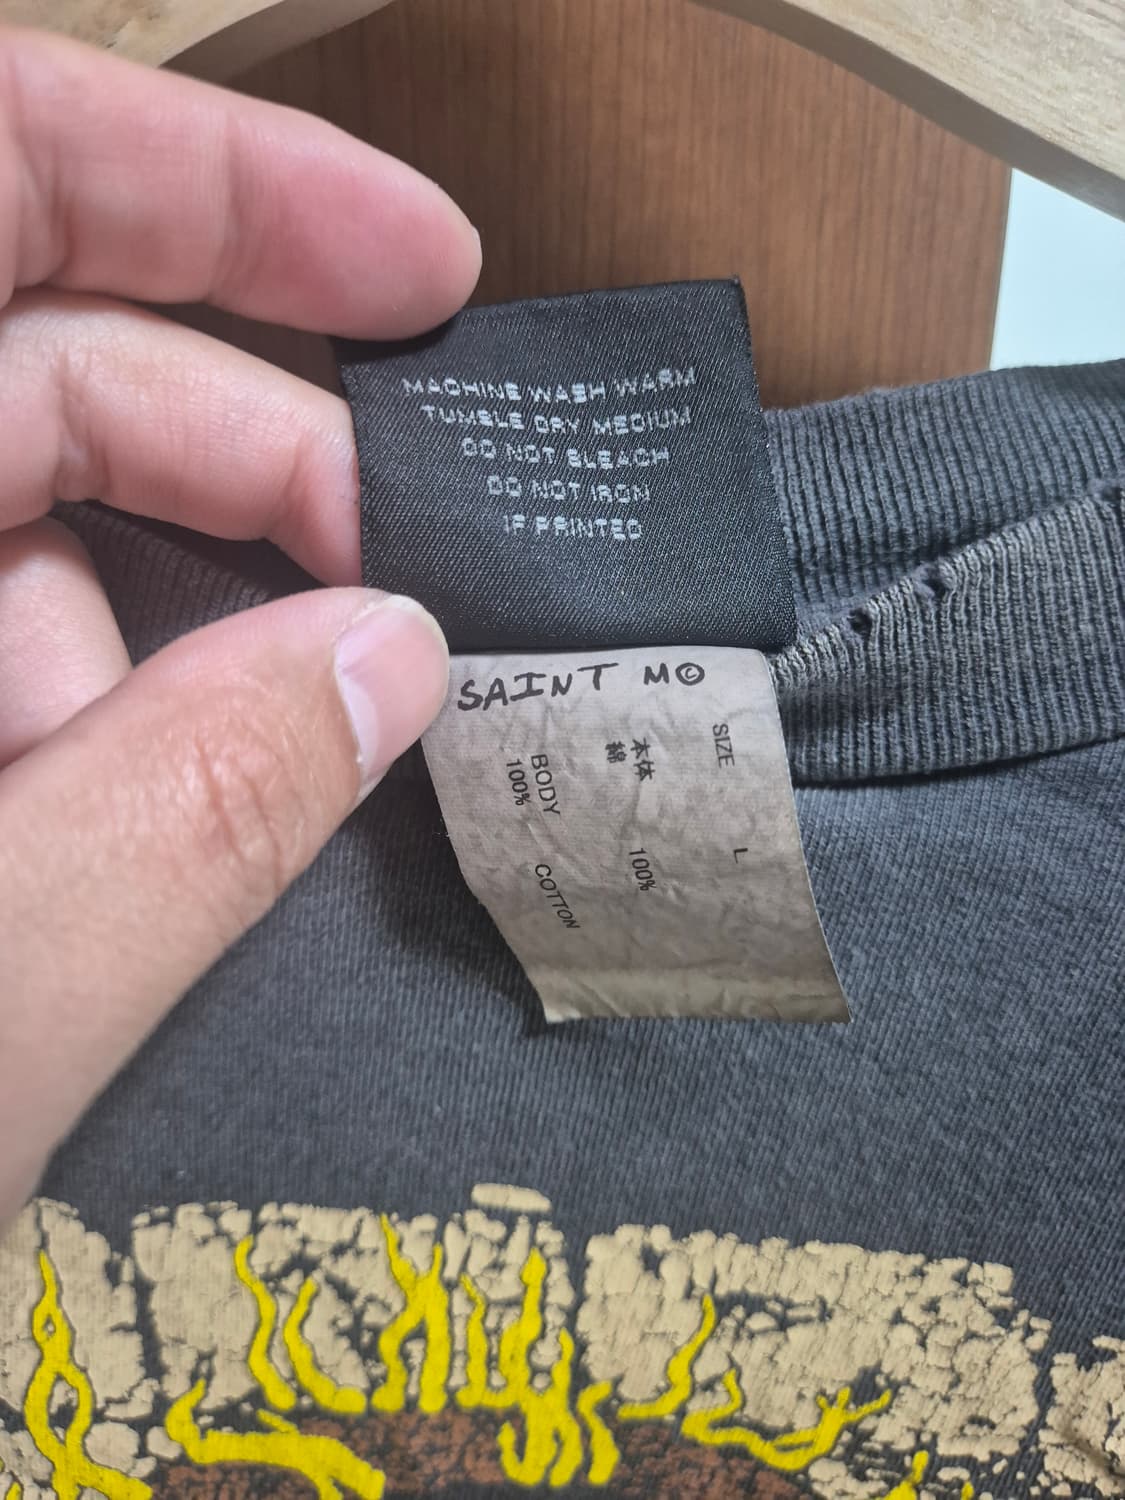 MACHINE WASH WARM
TUMBLE DRY MEDIUM
DO NOT BLEACH
DO NOT IRON
IF PRINTED
SAINT M©
SIZE L
本体 100%
綿
BODY COTTON
100%